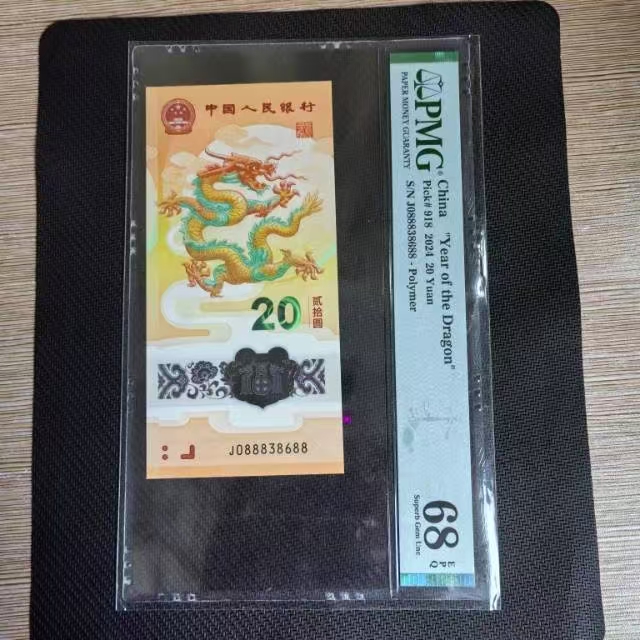 中国人民银行
20
贰拾圆
J088838688
PMG®
PAPER MONEY GUARANTY
China "Year of the Dragon"
Pick# 918 2024 20 Yuan
S/N J088838688 - Polymer
68 EPQ
Superb Gem Unc